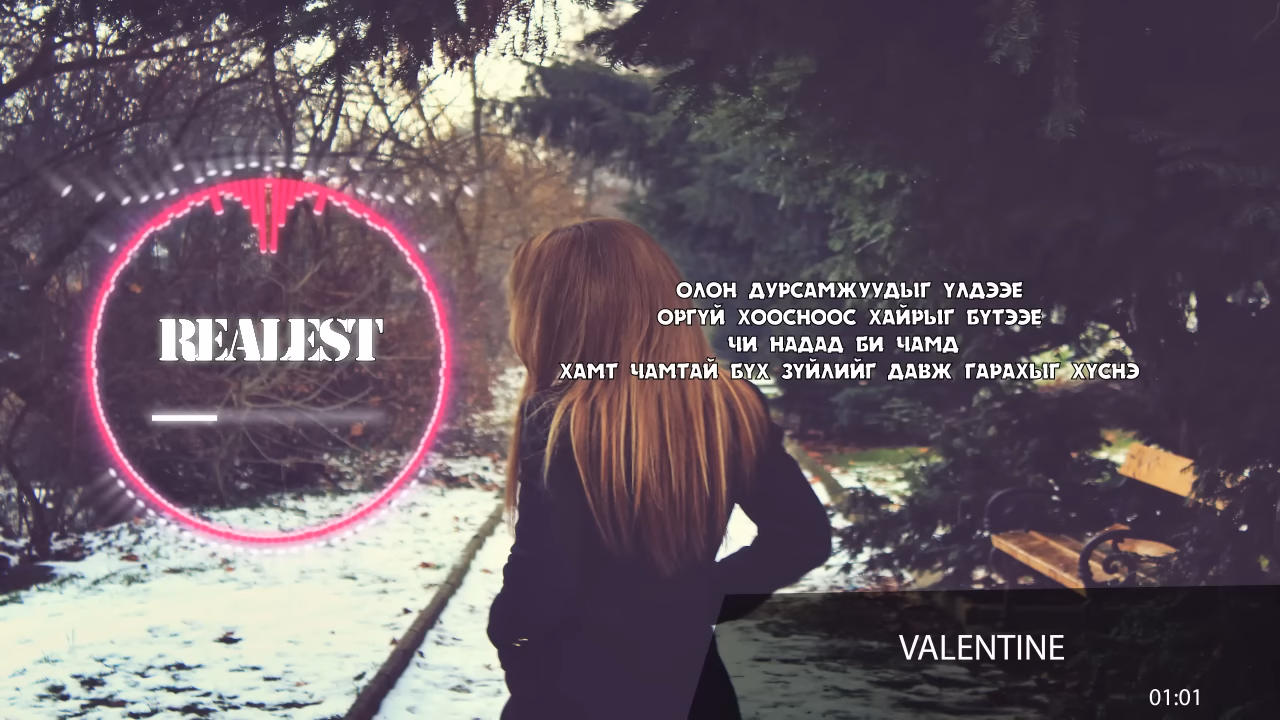 REALEST
ОЛОН ДУРСАМЖУУДЫГ ҮЛДЭЭЕ
ОРГҮЙ ХООСНООС ХАЙРЫГ БҮТЭЭЕ
ЧИ НАДАД БИ ЧАМД
ХАМТ ЧАМТАЙ БҮХ ЗҮЙЛИЙГ ДАВЖ ГАРАХЫГ ХҮСНЭ
VALENTINE
01:01